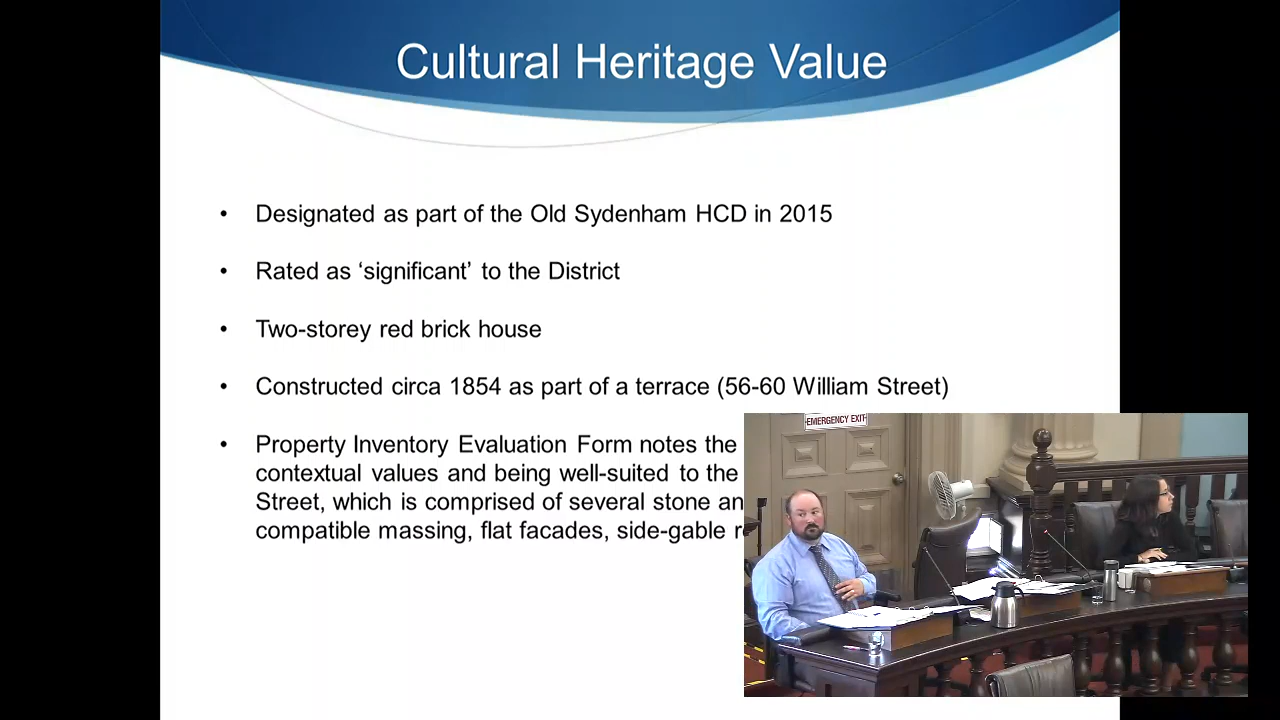 Cultural Heritage Value
• Designated as part of the Old Sydenham HCD in 2015
• Rated as ‘significant’ to the District
• Two-storey red brick house
• Constructed circa 1854 as part of a terrace (56-60 William Street)
• Property Inventory Evaluation Form notes the
contextual values and being well-suited to the
Street, which is comprised of several stone an
compatible massing, flat facades, side-gable
EMERGENCY EXIT